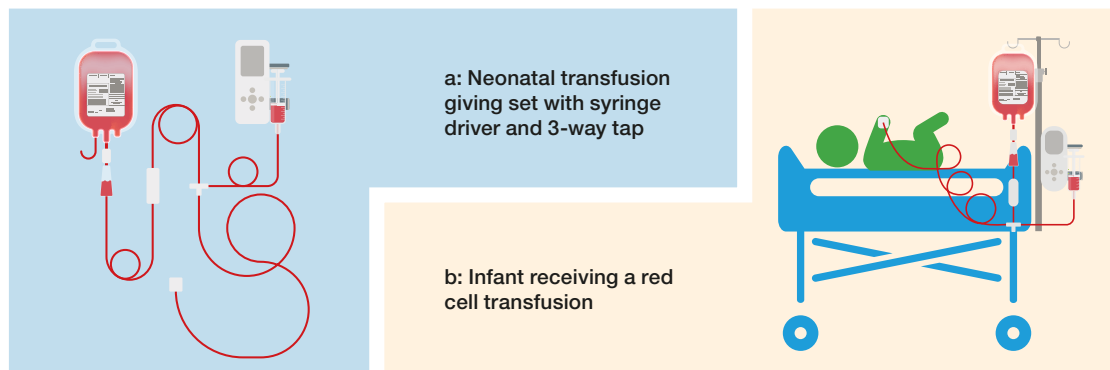 a: Neonatal transfusion
giving set with syringe
driver and 3-way tap
b: Infant receiving a red
cell transfusion